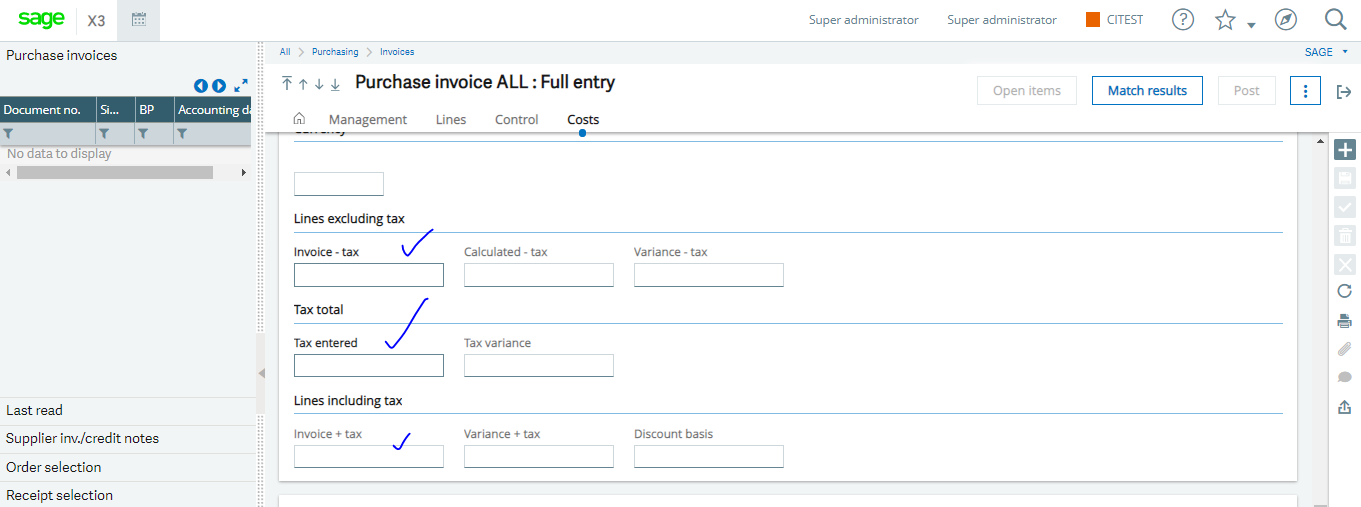 sage X3 Super administrator Super administrator CITEST ?
Purchase invoices
All > Purchasing > Invoices SAGE
Purchase invoice ALL : Full entry
Open items Match results Post
Document no. Si... BP Accounting da
Management Lines Control Costs
No data to display
Currency
Lines excluding tax
Invoice - tax Calculated - tax Variance - tax
Tax total
Tax entered Tax variance
Lines including tax
Invoice + tax Variance + tax Discount basis
Last read
Supplier inv./credit notes
Order selection
Receipt selection